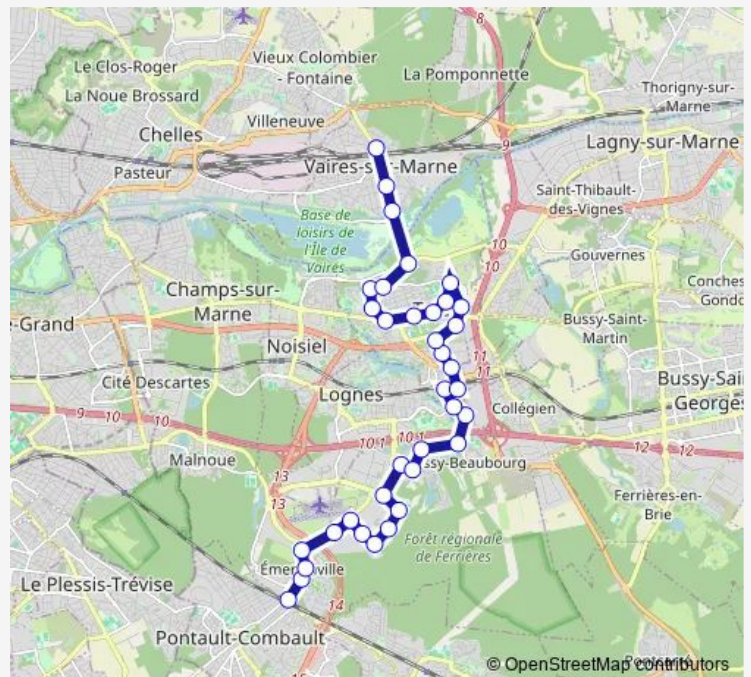 8
Le Clos-Roger
Vieux Colombier
- Fontaine
La Pomponnette
La Noue Brossard
Thorigny-sur-
Marne
Villeneuve
Chelles
9
Lagny-sur-Marne
Pasteur
Vaires-sur-Marne
Saint-Thibault-
des-Vignes
Base de
loisirs de
l'Île de
Vaires
10
10
Gouvernes
Conches
Gondo
Champs-sur-
Marne
e-Grand
Bussy-Saint-
Martin
Noisiel
11
11
Cité Descartes
Lognes
Bussy-Sai
Georges
9
10
10
Collégien
10.1
10.1
12
12
Malnoue
13
13
ssy-Beaubourg
Ferrières-en-
Brie
Forêt régionale
de Ferrières
Le Plessis-Trévise
14
Pontault-Combault
© OpenStreetMap contributors